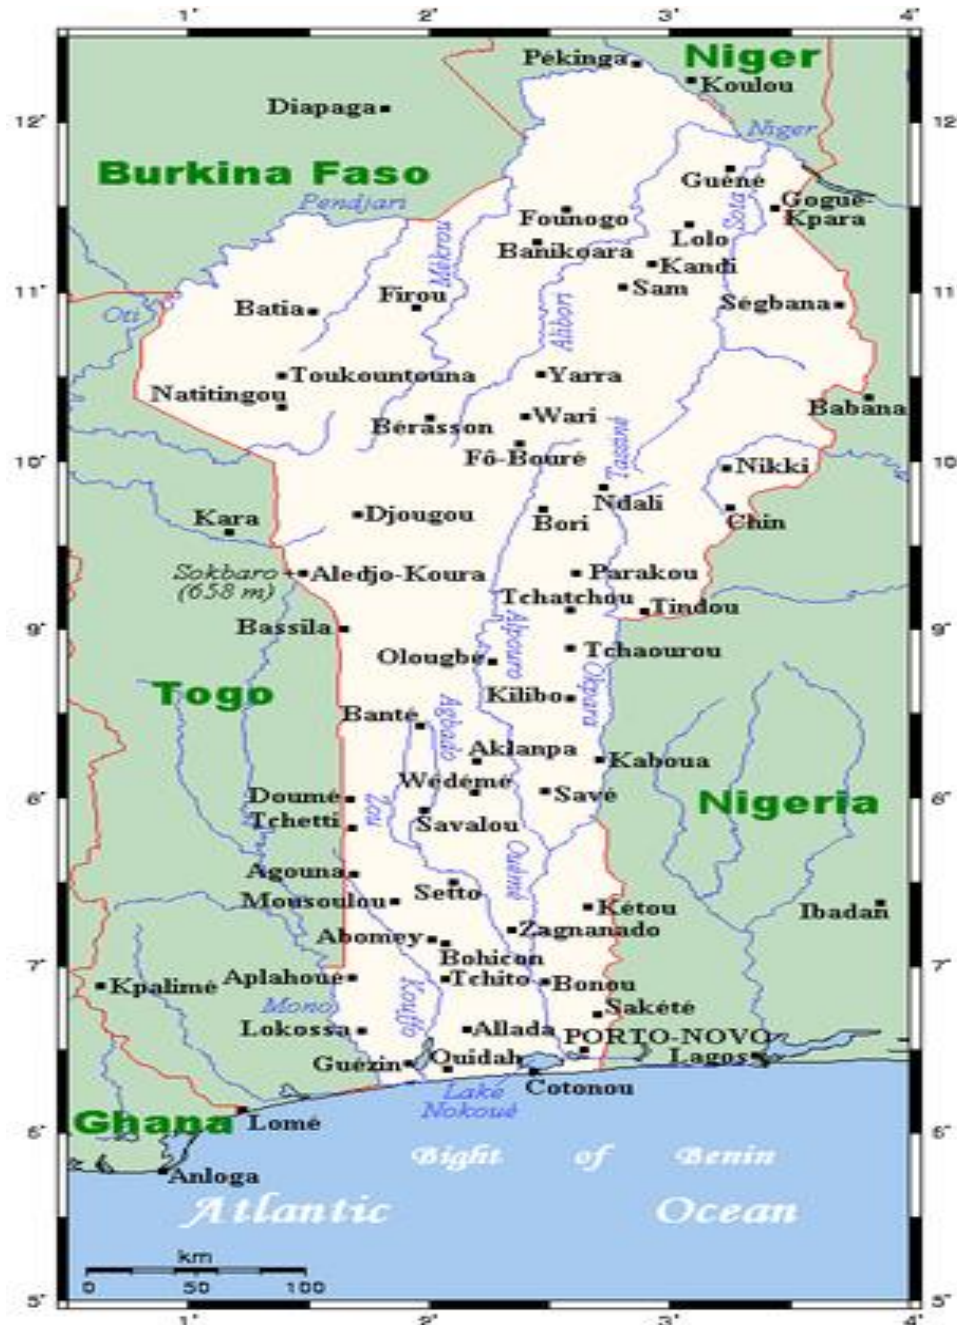 1° 2° 3° 4°
Pékinga
Niger
Koulou
Diapaga
12° 12
Niger
Burkina Faso
Guéné
Pendjari
Founogo
Sota
Gogue
Kpara
Lolo
Banikoara
Mékrou
Kandi
11° 11
Firou
Sam
Ségbana
Batia
Oti
Alibori
Toukountouna
Yarra
Natitingou
Babana
Bérasson
Wari
Fô-Bouré
Tassané
10° 10
Nikki
Ndali
Kara
Djougou
Bori
Chin
Sokbaro
(658 m)
Aledjo-Koura
Parakou
Tchatchou
Tindou
9° 9
Bassila
Alpouro
Olougbe
Tchaourou
Togo
Kilibo
Okpara
Banté
Agbado
Aklanpa
Kaboua
Wédémé
8° 8
Doumé
Zou
Savé
Nigeria
Tchetti
Savalou
Agouna
Ouémé
Setto
Mousoulou
Kétou
Ibadan
Zagnanado
Abomey
Bohicon
7° 7
Aplahoué
Tchito
Bonou
Kpalimé
Mono
Kouffo
Sakété
Lokossa
Allada
PORTO-NOVO
Guézin
Ouidah
Lagos
Cotonou
Lake
Nokoué
Ghana
Lomé
6° 6
Bight of Benin
Anloga
Atlantic Ocean
km
0 50 100
5° 5
1° 2° 3° 4°